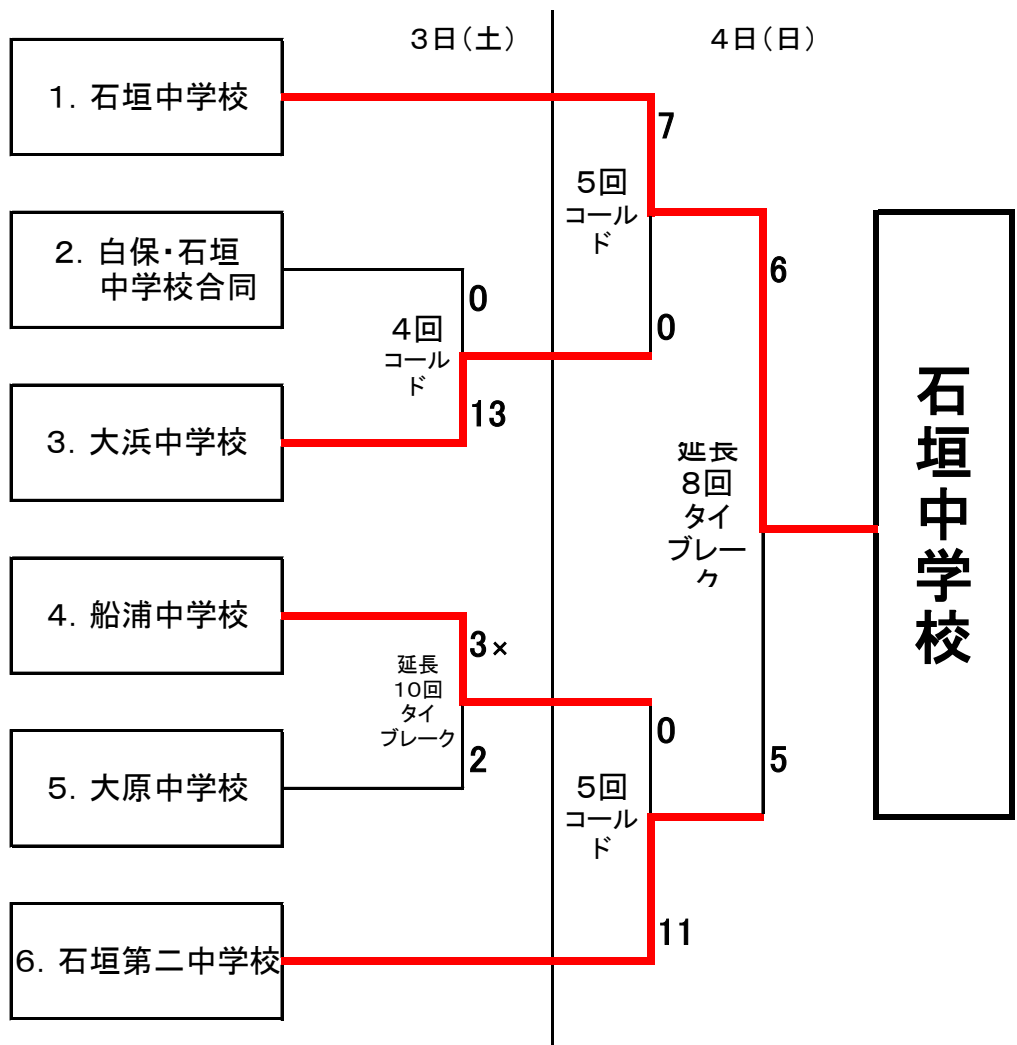 3日(土)
4日(日)
1．石垣中学校
7
5回
コール
ド
2．白保・石垣
中学校合同
0
4回
コール
ド
6
0
13
3．大浜中学校
延長
8回
タイ
ブレー
ク
石垣中学校
4．船浦中学校
3×
延長
10回
タイ
ブレーク
2
5．大原中学校
0
5回
コール
ド
5
11
6．石垣第二中学校